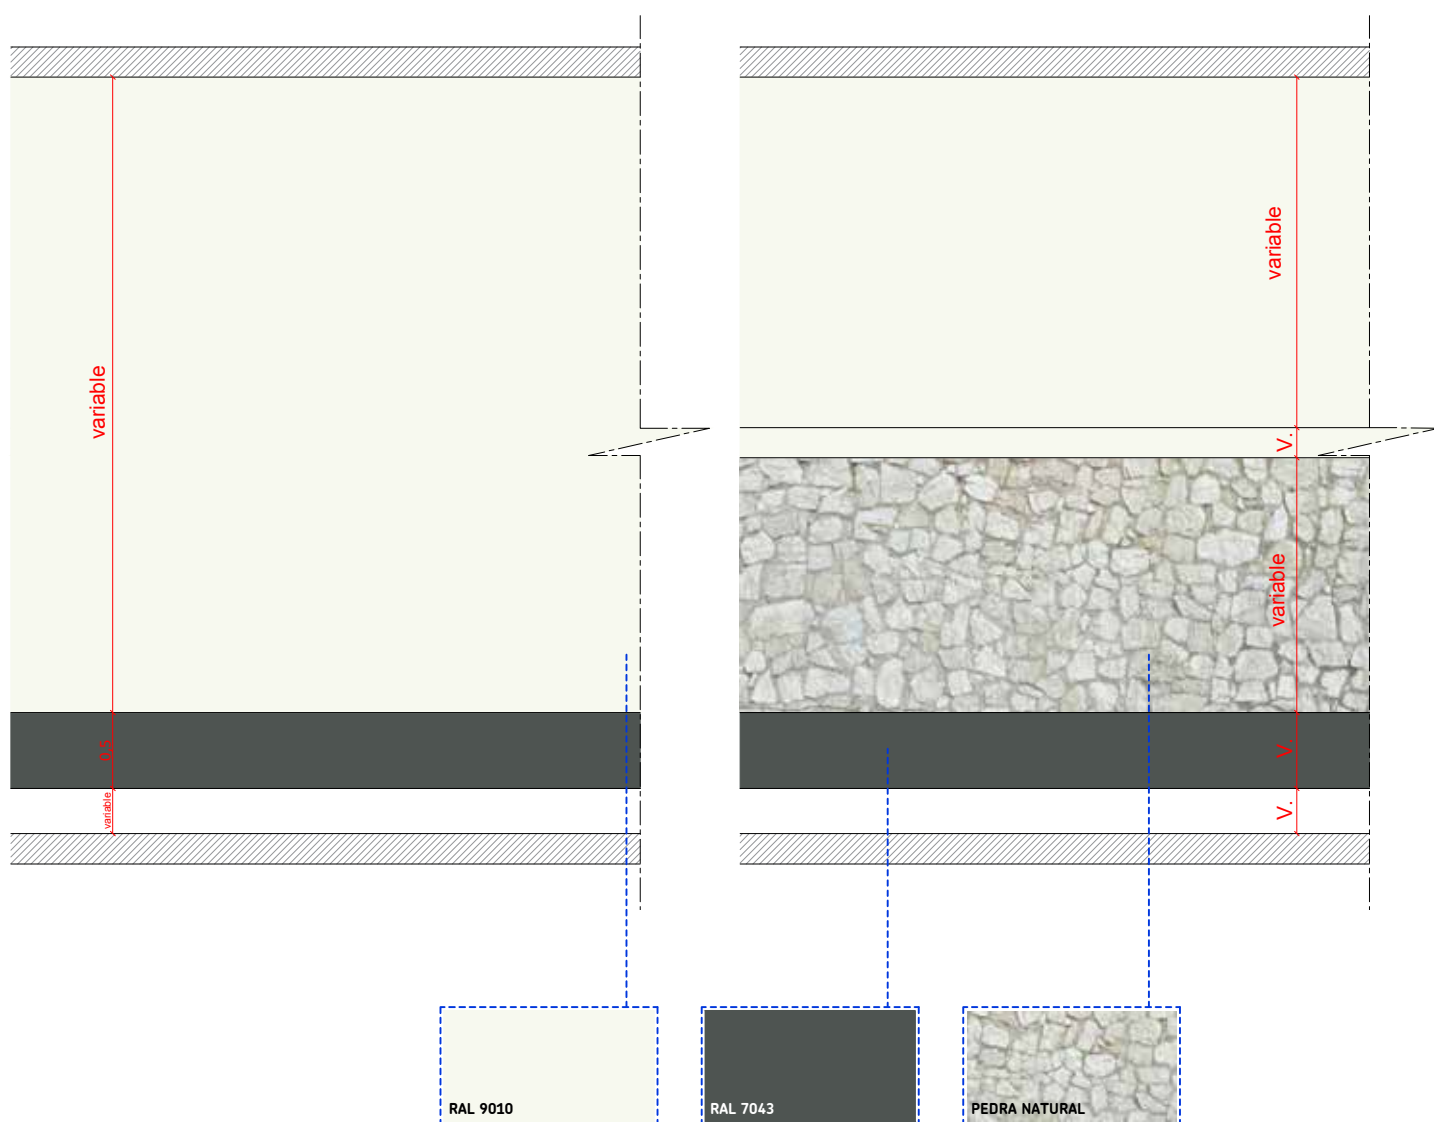 variable
0.5
variable
variable
V.
variable
V.
V.
RAL 9010
RAL 7043
PEDRA NATURAL